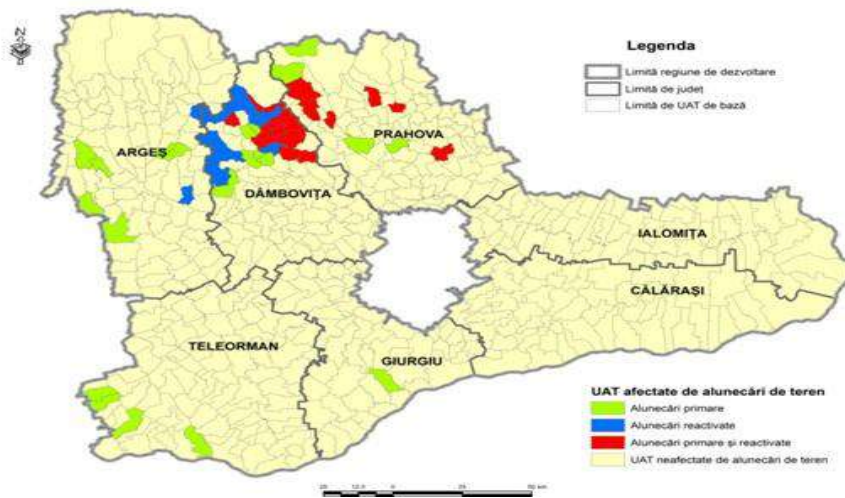 N
Legenda
Limită regiune de dezvoltare
Limită de județ
Limită de UAT de bază
PRAHOVA
ARGEȘ
DÂMBOVIȚA
IALOMIȚA
CĂLĂRAȘI
TELEORMAN
GIURGIU
UAT afectate de alunecări de teren
Alunecări primare
Alunecări reactivate
Alunecări primare și reactivate
UAT neafectate de alunecări de teren
0